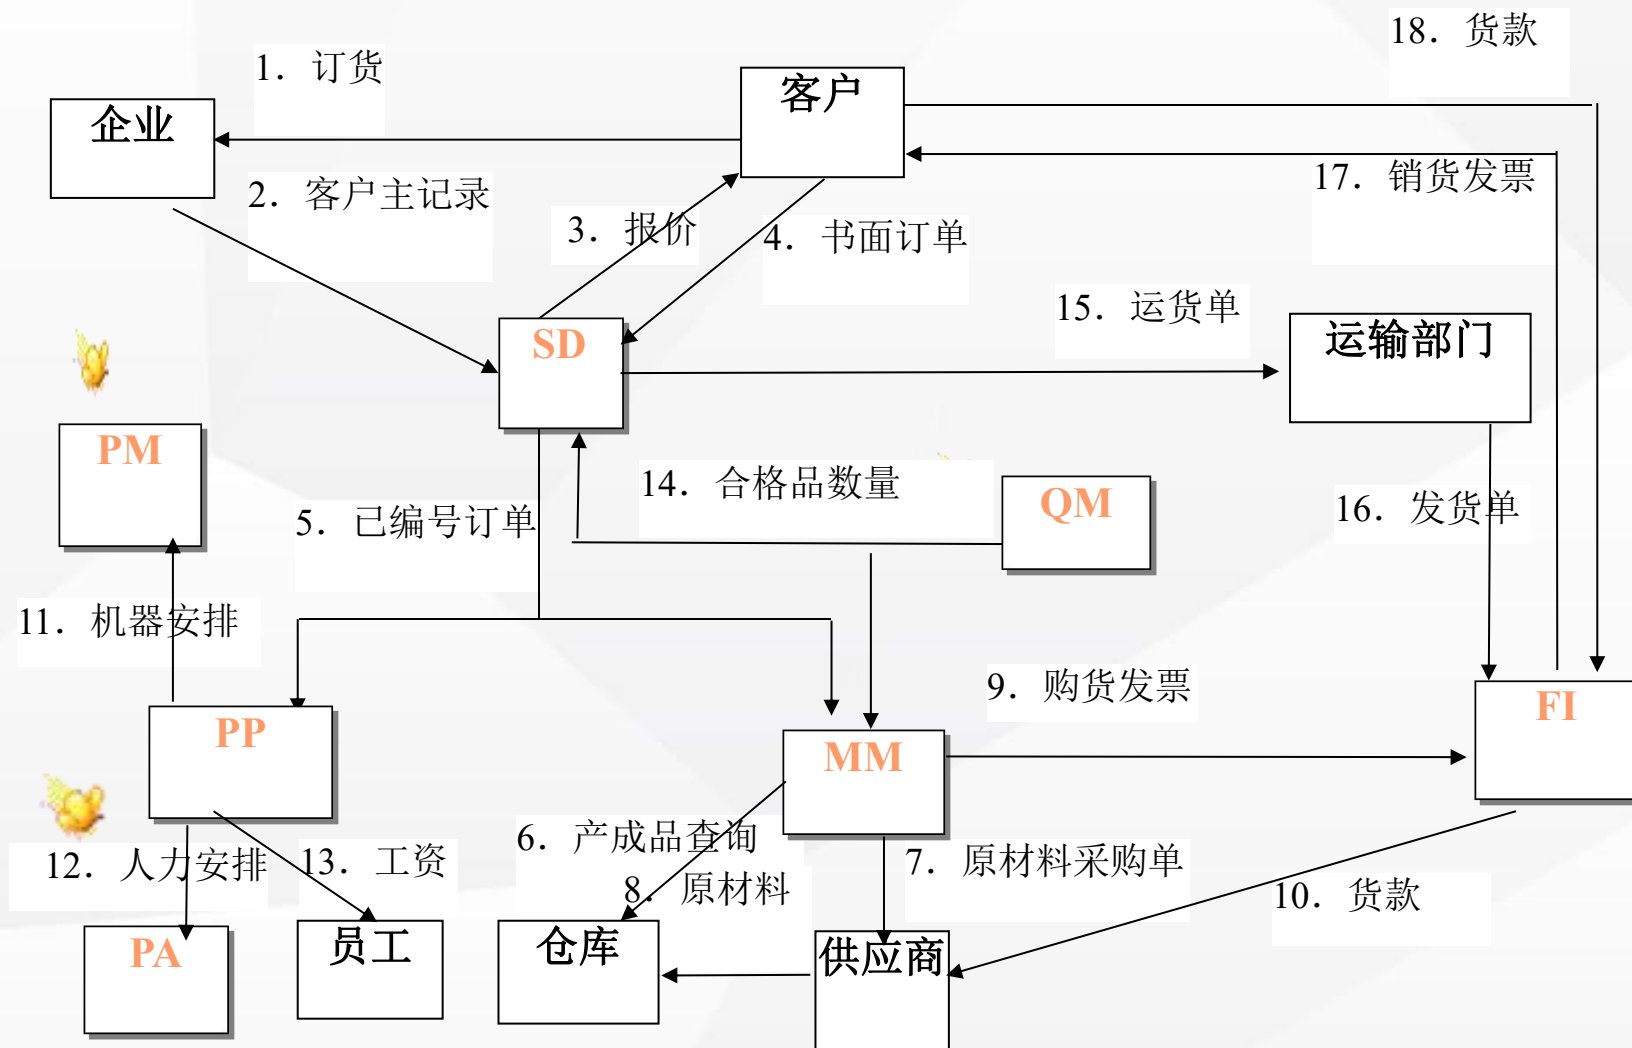 18．货款
1．订货
客户
企业
17．销货发票
2．客户主记录
3．报价
4．书面订单
15．运货单
SD
运输部门
PM
14．合格品数量
QM
5．已编号订单
16．发货单
11．机器安排
9．购货发票
PP
MM
FI
6．产成品查询
12．人力安排
13．工资
7．原材料采购单
8．原材料
10．货款
PA
员工
仓库
供应商